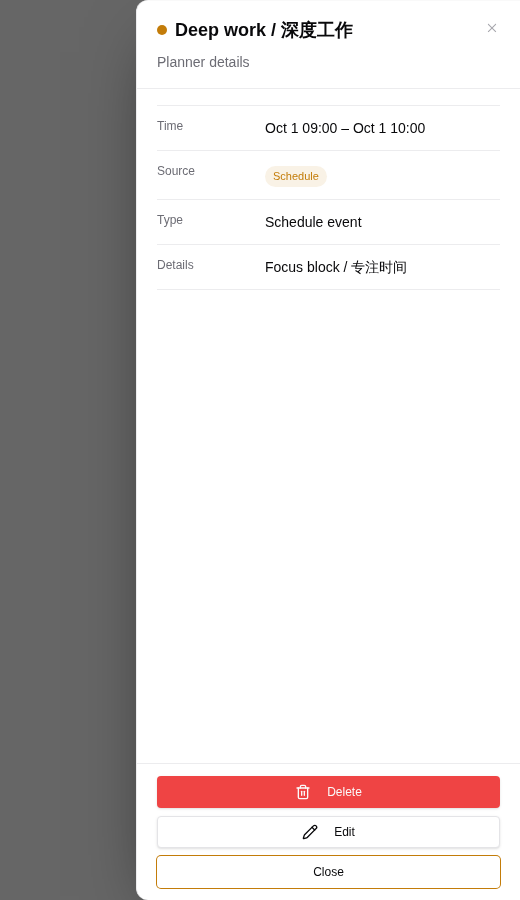 Deep work / 深度工作
Planner details
Time
Oct 1 09:00 – Oct 1 10:00
Source
Schedule
Type
Schedule event
Details
Focus block / 专注时间
Delete
Edit
Close